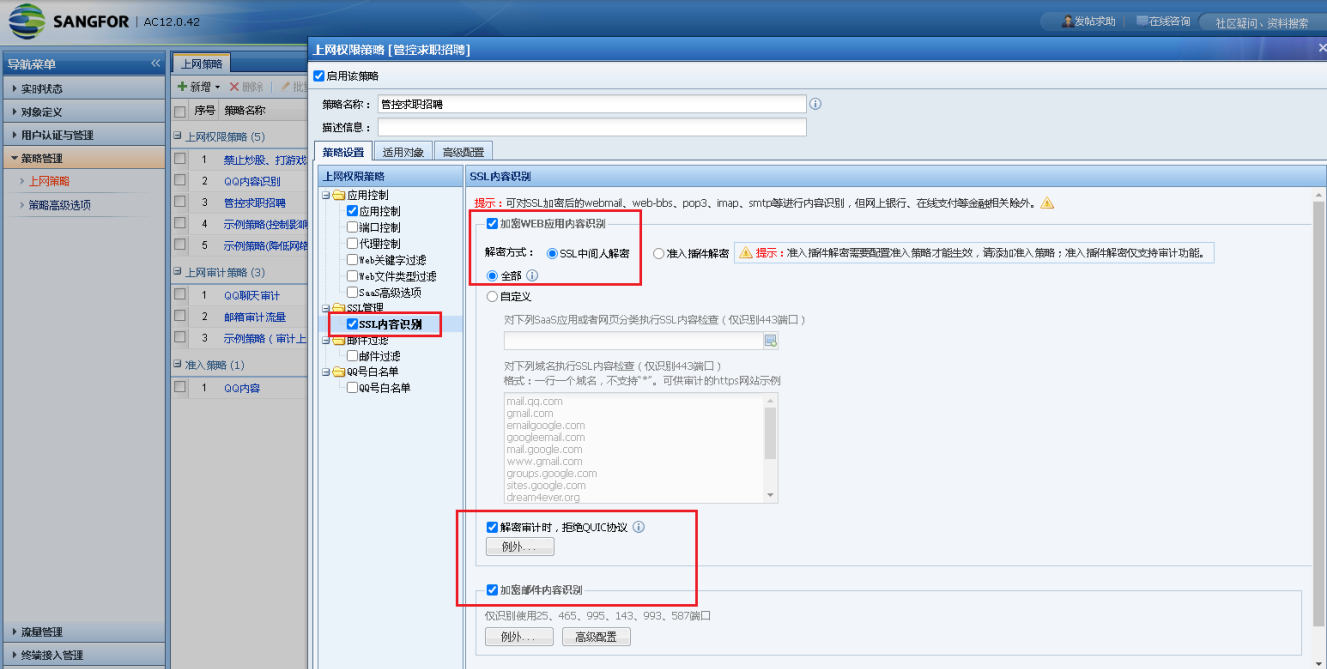 SANGFOR | AC12.0.42
发帖求助 在线咨询 社区疑问、资料搜索
导航菜单
实时状态
对象定义
用户认证与管理
策略管理
上网策略
策略高级选项
流量管理
终端接入管理
上网策略
新增 删除
序号 策略名称
上网权限策略 (5)
1 禁止炒股、打游戏
2 QQ内容识别
3 管控求职招聘
4 示例策略(控制影响
5 示例策略(降低网络
上网审计策略 (3)
1 QQ聊天审计
2 邮箱审计流量
3 示例策略（审计上
准入策略 (1)
1 QQ内容
上网权限策略 [管控求职招聘]
启用该策略
策略名称： 管控求职招聘
描述信息：
策略设置 适用对象 高级配置
上网权限策略
应用控制
应用控制
端口控制
代理控制
Web关键字过滤
Web文件类型过滤
SaaS高级选项
SSL管理
SSL内容识别
邮件过滤
邮件过滤
QQ号白名单
QQ号白名单
SSL内容识别
提示：可对SSL加密后的webmail、web-bbs、pop3、imap、smtp等进行内容识别，但网上银行、在线支付等金融相关除外。
加密WEB应用内容识别
解密方式： SSL中间人解密 准入插件解密 提示：准入插件解密需要配置准入策略才能生效，请添加准入策略；准入插件解密仅支持审计功能。
全部
自定义
对下列SaaS应用或者网页分类执行SSL内容检查（仅识别443端口）
对下列域名执行SSL内容检查（仅识别443端口）
格式：一行一个域名，不支持“*”。可供审计的https网站示例
mail.qq.com
gmail.com
emailgoogle.com
googleemail.com
mail.google.com
www.gmail.com
groups.google.com
sites.google.com
dream4ever.org
解密审计时，拒绝QUIC协议
例外...
加密邮件内容识别
仅识别使用25、465、995、143、993、587端口
例外... 高级配置